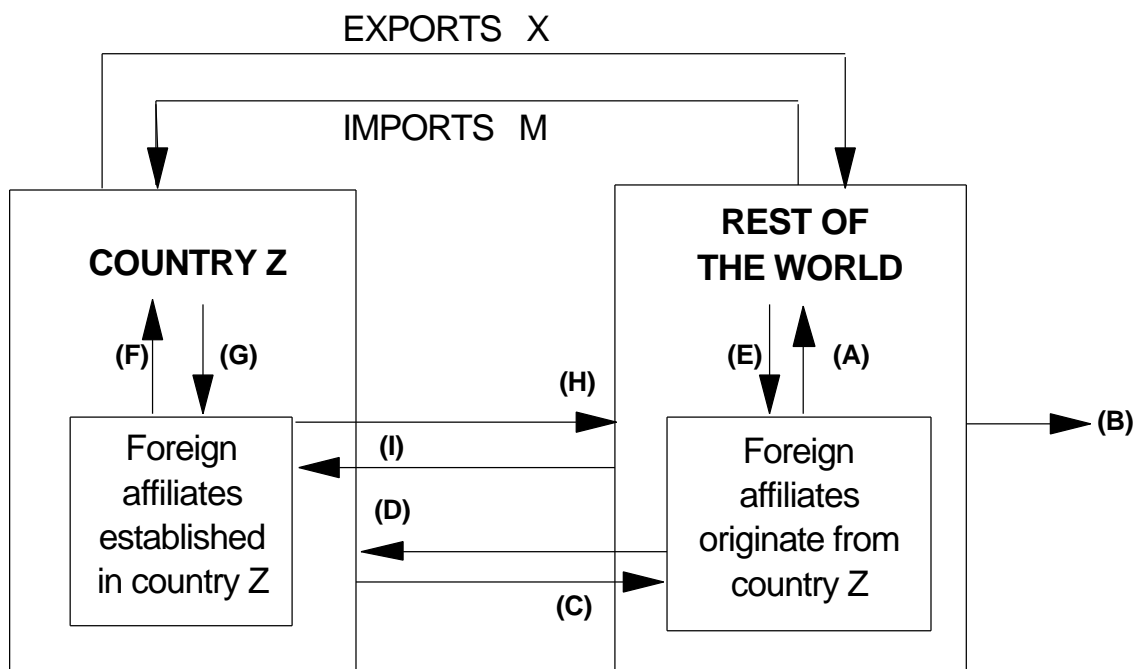 EXPORTS X
IMPORTS M
COUNTRY Z
REST OF
THE WORLD
(F)
(G)
(E)
(A)
(H)
(B)
(I)
(D)
(C)
Foreign
affiliates
established
in country Z
Foreign
affiliates
originate from
country Z